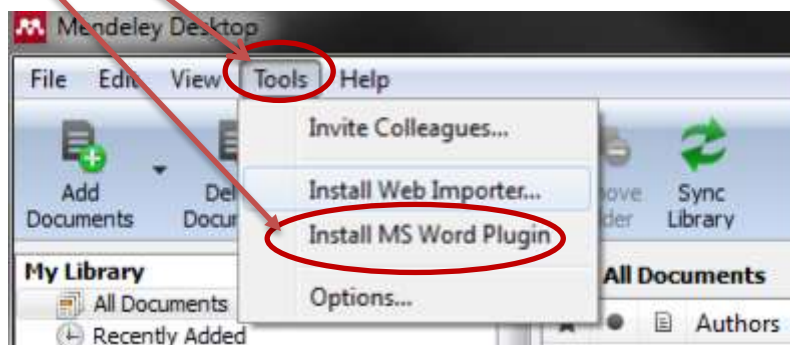 Mendeley Desktop
File Edit View Tools Help
Invite Colleagues...
Install Web Importer...
Install MS Word Plugin
Options...
Add Documents
Sync Library
My Library
All Documents
Recently Added
All Documents
Authors